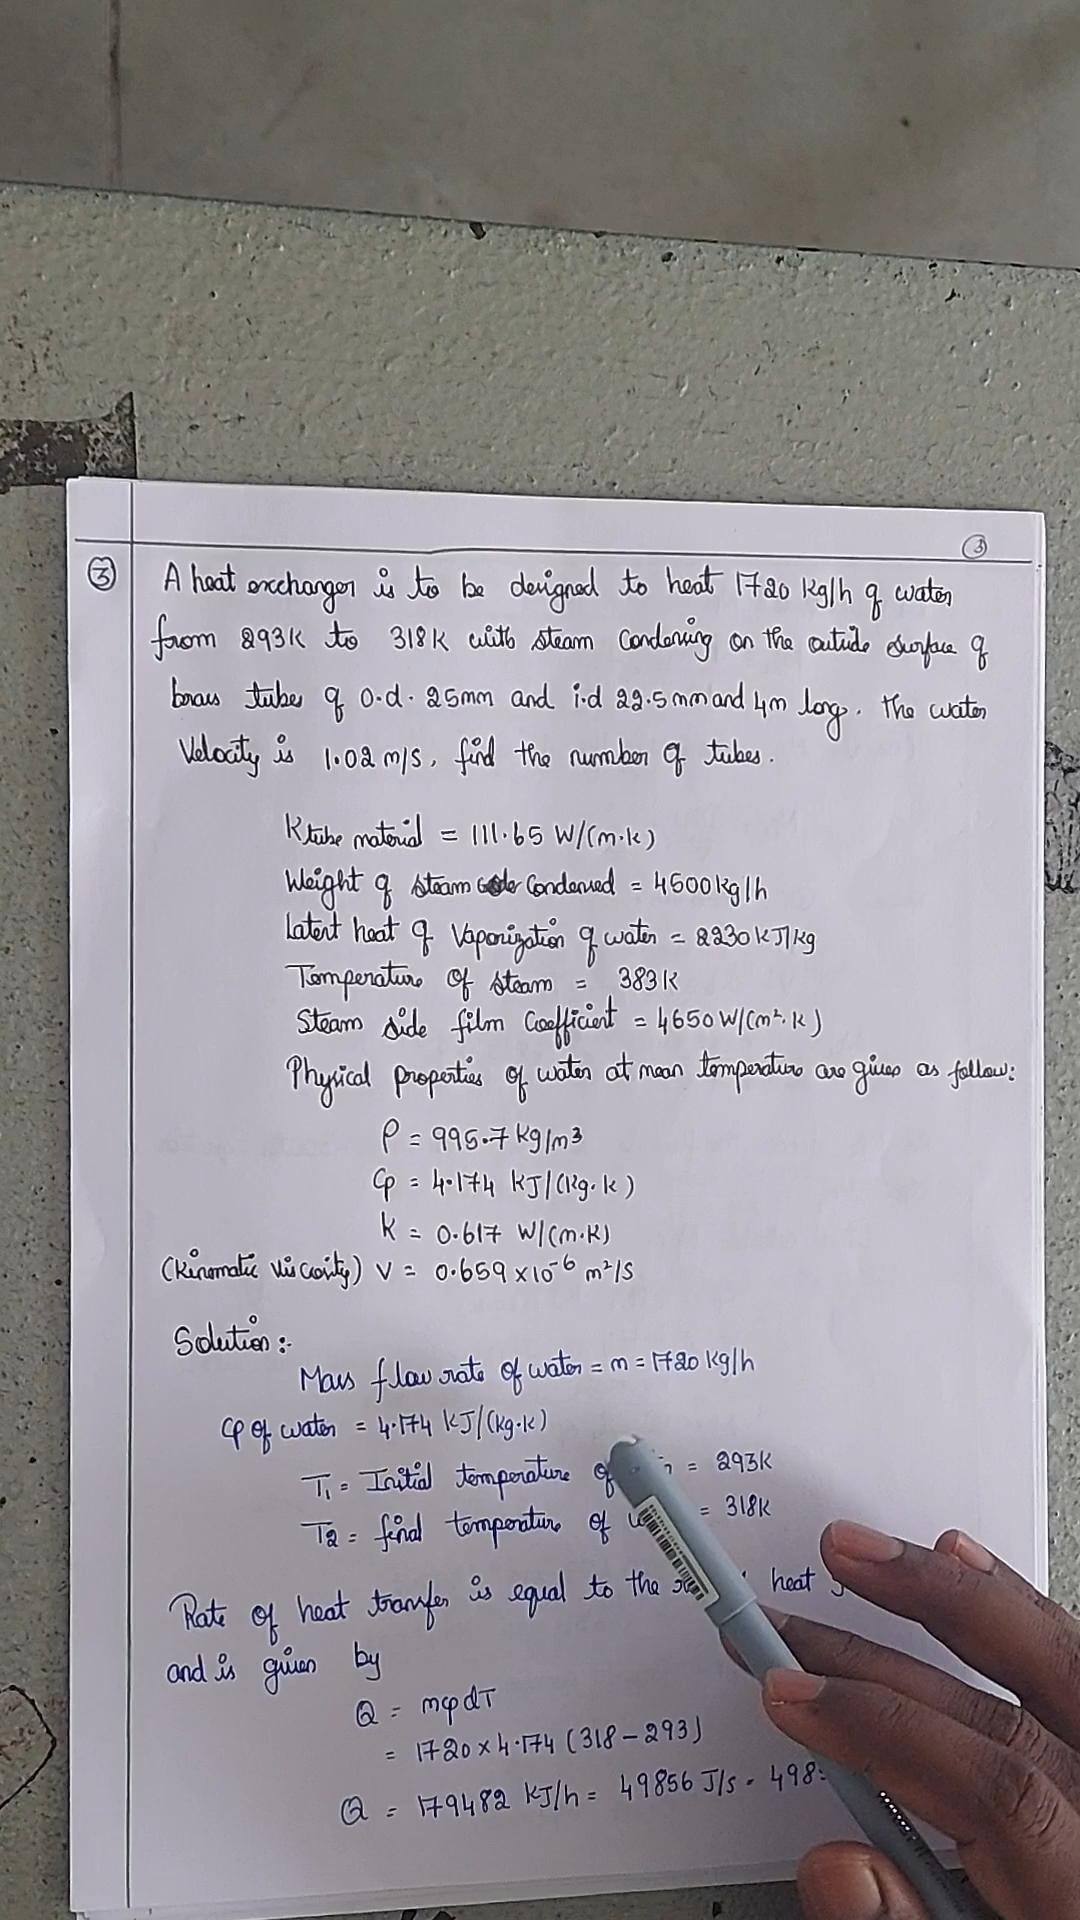 ③
③ A heat exchanger is to be designed to heat 1720 kg/h of water
from 293K to 318K with steam condensing on the outside surface of
brass tubes of o.d. 25mm and i.d 22.5mm and 4m long. The water
velocity is 1.02 m/s, find the number of tubes.
K tube material = 111.65 W/(m.k)
Weight of steam condensed = 4500 kg/h
Latent heat of vaporization of water = 2230 kJ/kg
Temperature of steam = 383K
Steam side film coefficient = 4650 W/(m².k)
Physical properties of water at mean temperature are given as follow:
ρ = 995.7 kg/m³
Cp = 4.174 kJ/(kg.k)
k = 0.617 W/(m.k)
(Kinematic viscosity) ν = 0.659 x 10⁻⁶ m²/s
Solution:-
Mass flow rate of water = m = 1720 kg/h
Cp of water = 4.174 kJ/(kg.k)
T₁ = Initial temperature of = 293K
T₂ = final temperature of = 318K
Rate of heat transfer is equal to the heat
and is given by
Q = mcpdT
= 1720 x 4.174 (318 - 293)
Q = 179482 kJ/h = 49856 J/s = 498